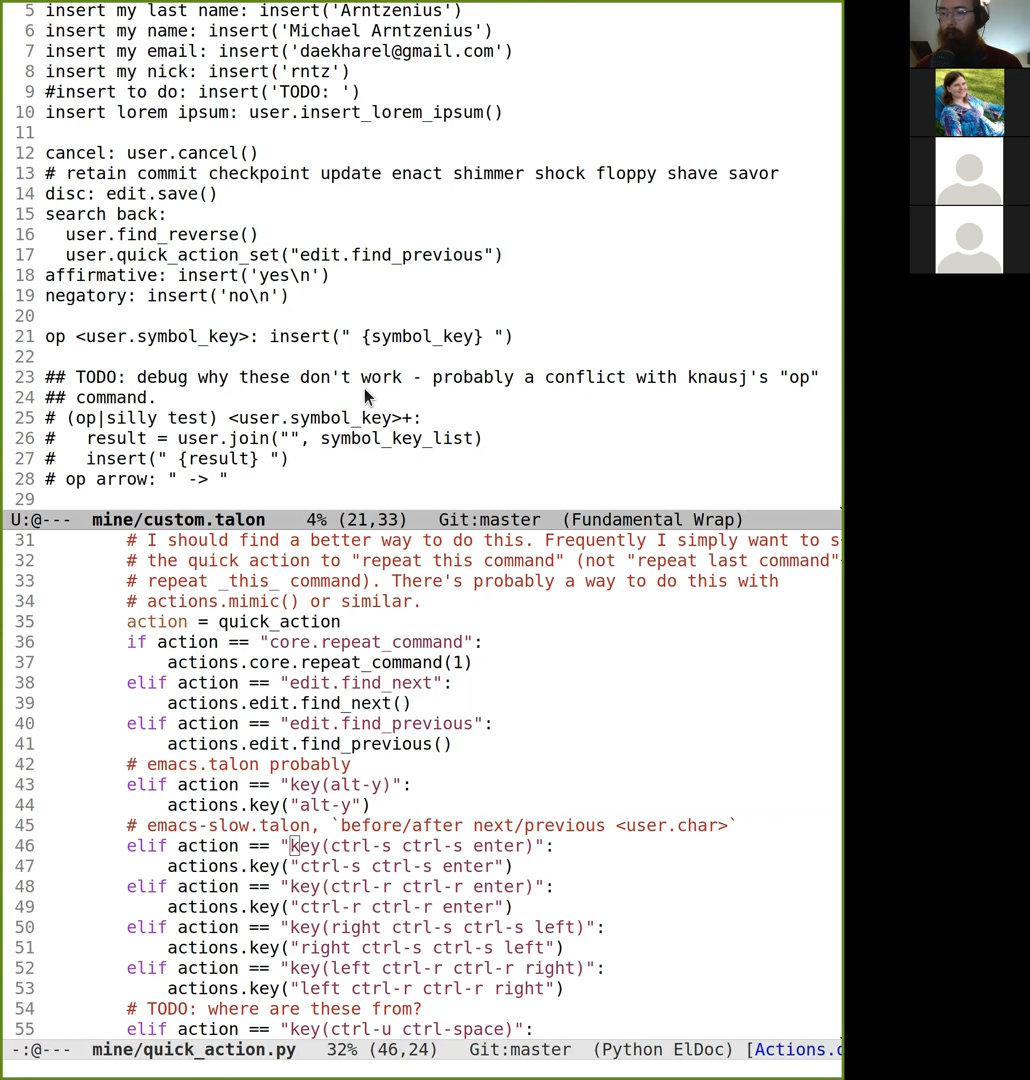 5 insert my last name: insert('Arntzenius')
6 insert my name: insert('Michael Arntzenius')
7 insert my email: insert('daekharel@gmail.com')
8 insert my nick: insert('rntz')
9 #insert to do: insert('TODO: ')
10 insert lorem ipsum: user.insert_lorem_ipsum()
11
12 cancel: user.cancel()
13 # retain commit checkpoint update enact shimmer shock floppy shave savor
14 disc: edit.save()
15 search back:
16   user.find_reverse()
17   user.quick_action_set("edit.find_previous")
18 affirmative: insert('yes\n')
19 negatory: insert('no\n')
20
21 op <user.symbol_key>: insert(" {symbol_key} ")
22
23 ## TODO: debug why these don't work - probably a conflict with knausj's "op"
24 ## command.
25 # (op|silly test) <user.symbol_key>+:
26 #   result = user.join("", symbol_key_list)
27 #   insert(" {result} ")
28 # op arrow: " -> "
29
U:@---  mine/custom.talon    4% (21,33)   Git:master  (Fundamental Wrap)
31         # I should find a better way to do this. Frequently I simply want to s
32         # the quick action to "repeat this command" (not "repeat last command"
33         # repeat _this_ command). There's probably a way to do this with
34         # actions.mimic() or similar.
35         action = quick_action
36         if action == "core.repeat_command":
37             actions.core.repeat_command(1)
38         elif action == "edit.find_next":
39             actions.edit.find_next()
40         elif action == "edit.find_previous":
41             actions.edit.find_previous()
42         # emacs.talon probably
43         elif action == "key(alt-y)":
44             actions.key("alt-y")
45         # emacs-slow.talon, `before/after next/previous <user.char>`
46         elif action == "key(ctrl-s ctrl-s enter)":
47             actions.key("ctrl-s ctrl-s enter")
48         elif action == "key(ctrl-r ctrl-r enter)":
49             actions.key("ctrl-r ctrl-r enter")
50         elif action == "key(right ctrl-s ctrl-s left)":
51             actions.key("right ctrl-s ctrl-s left")
52         elif action == "key(left ctrl-r ctrl-r right)":
53             actions.key("left ctrl-r ctrl-r right")
54         # TODO: where are these from?
55         elif action == "key(ctrl-u ctrl-space)":
-:@---  mine/quick_action.py   32% (46,24)   Git:master  (Python ElDoc) [Actions.